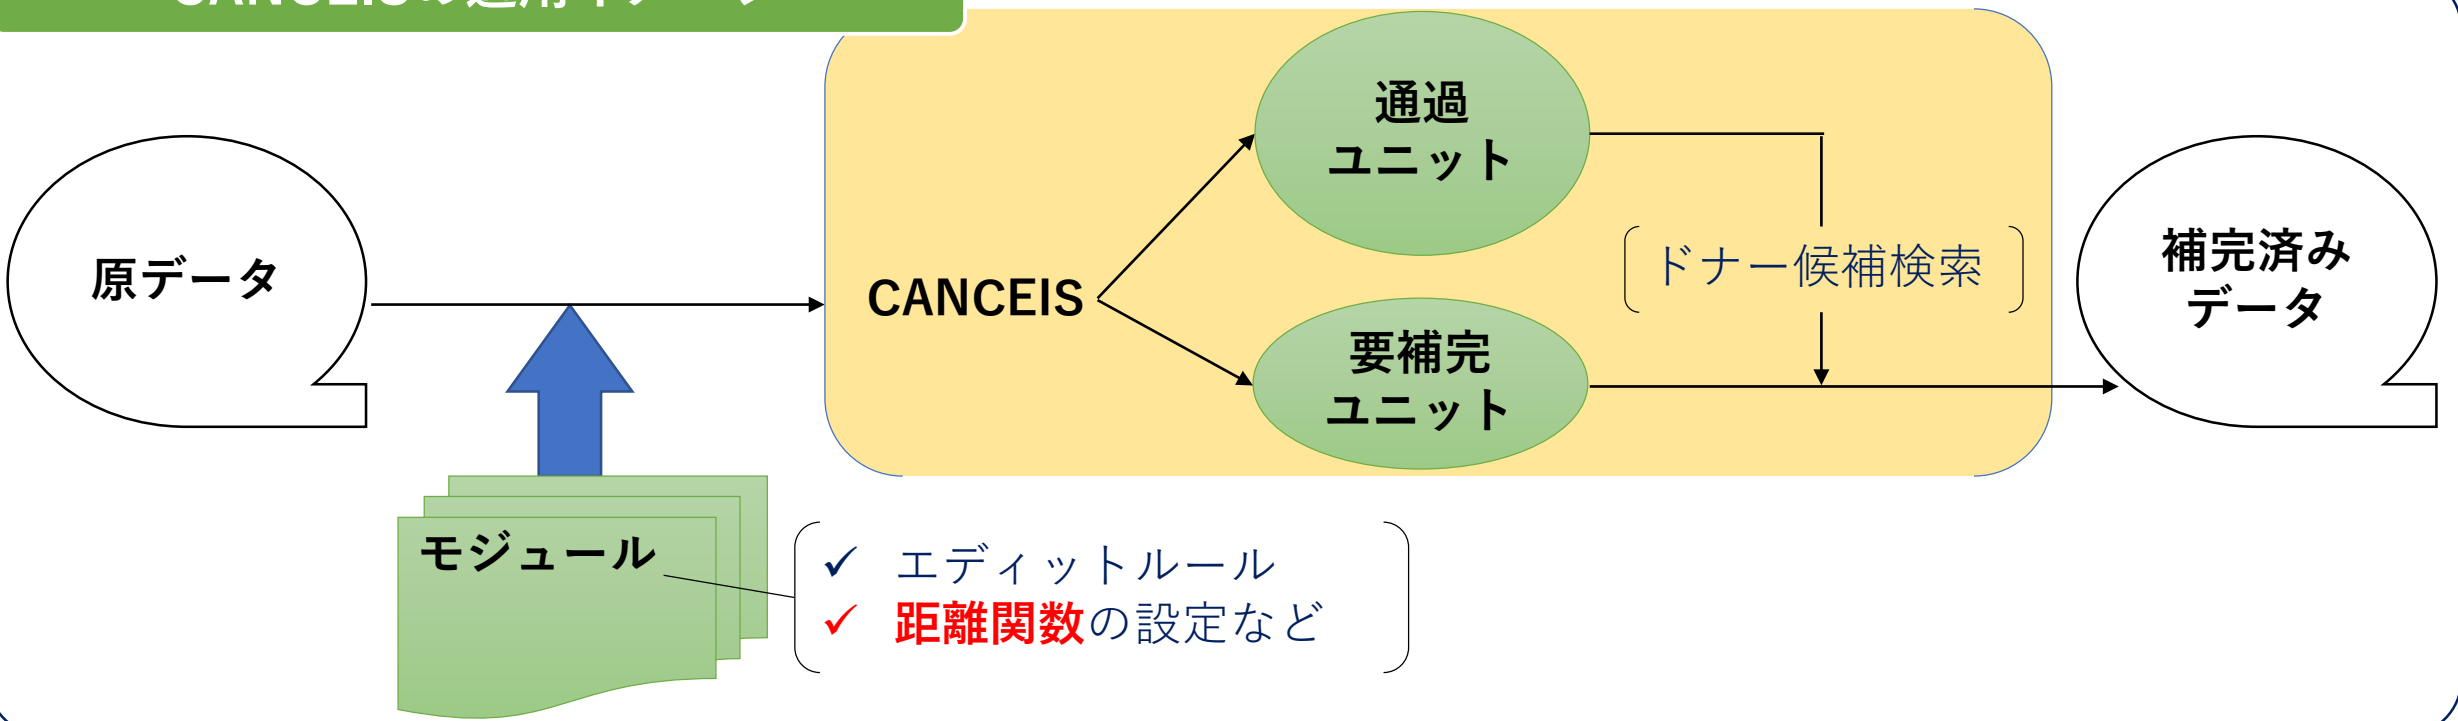 原データ
CANCEIS
通過
ユニット
要補完
ユニット
ドナー候補検索
補完済み
データ
モジュール
✓ エディットルール
✓ 距離関数の設定など